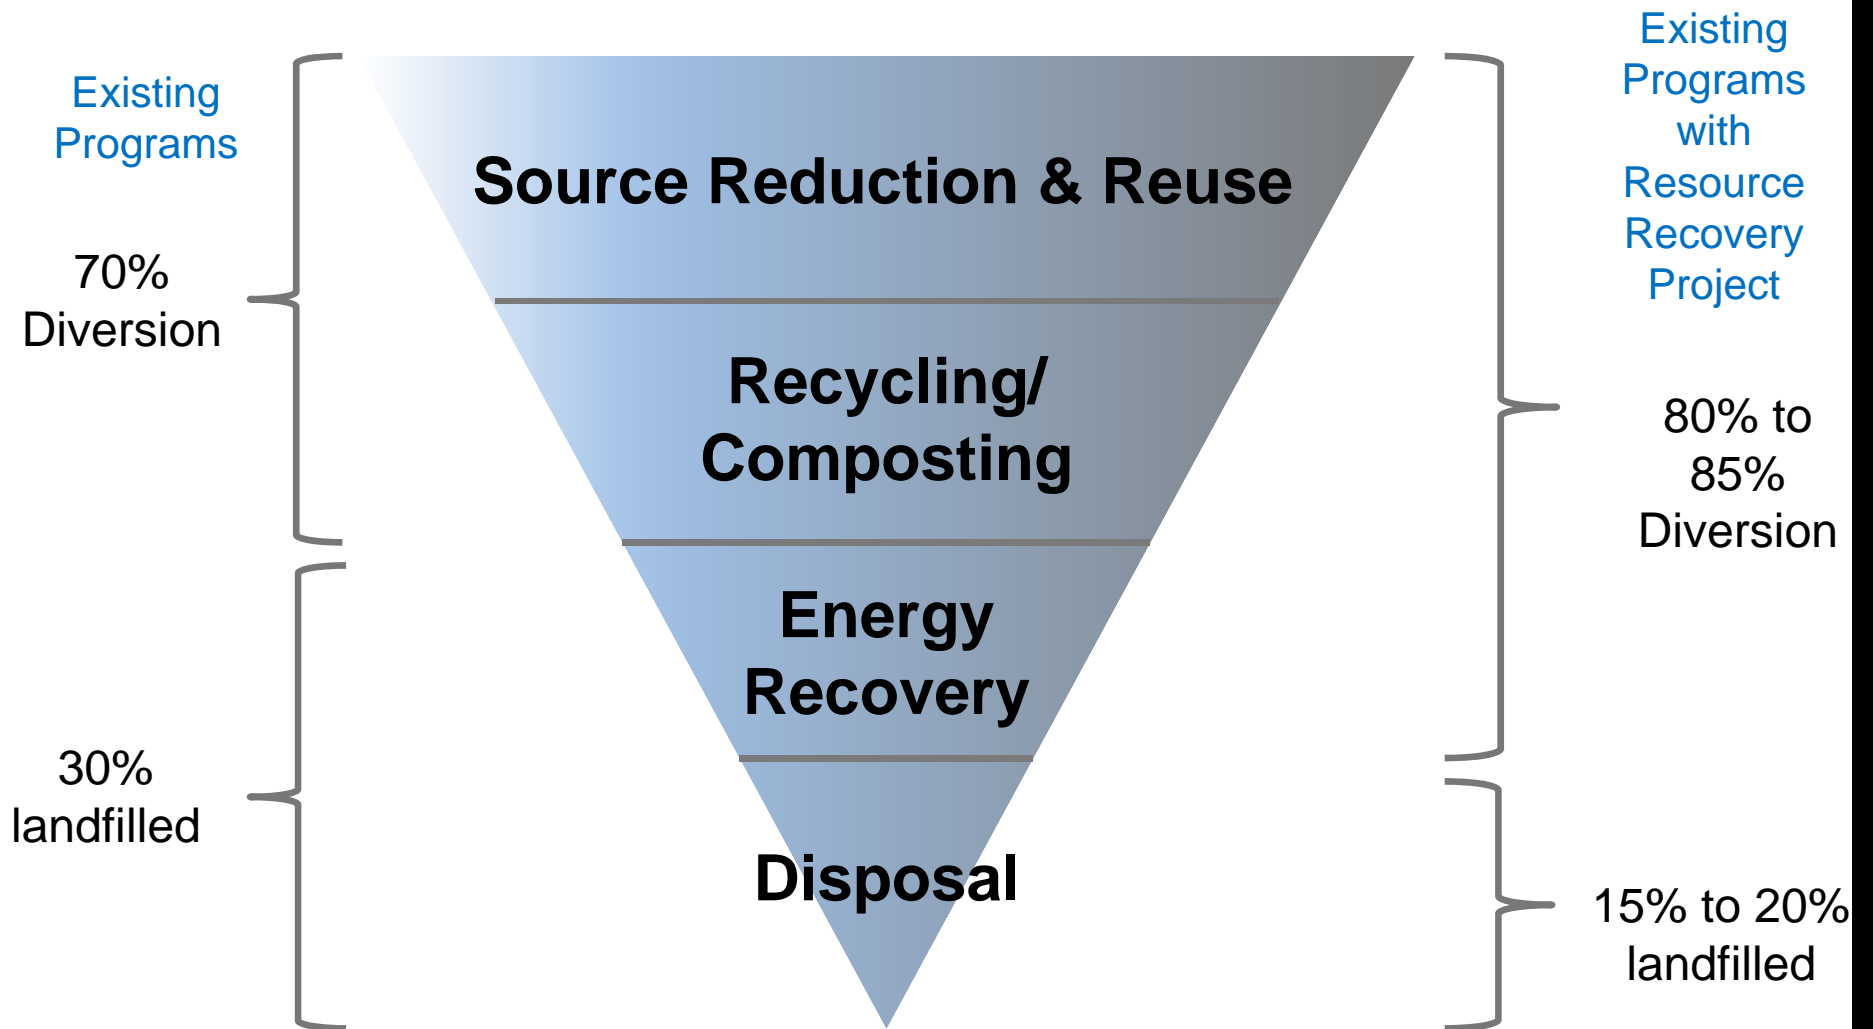 Existing
Programs
70%
Diversion
30%
landfilled
Source Reduction & Reuse
Recycling/
Composting
Energy
Recovery
Disposal
Existing
Programs
with
Resource
Recovery
Project
80% to
85%
Diversion
15% to 20%
landfilled